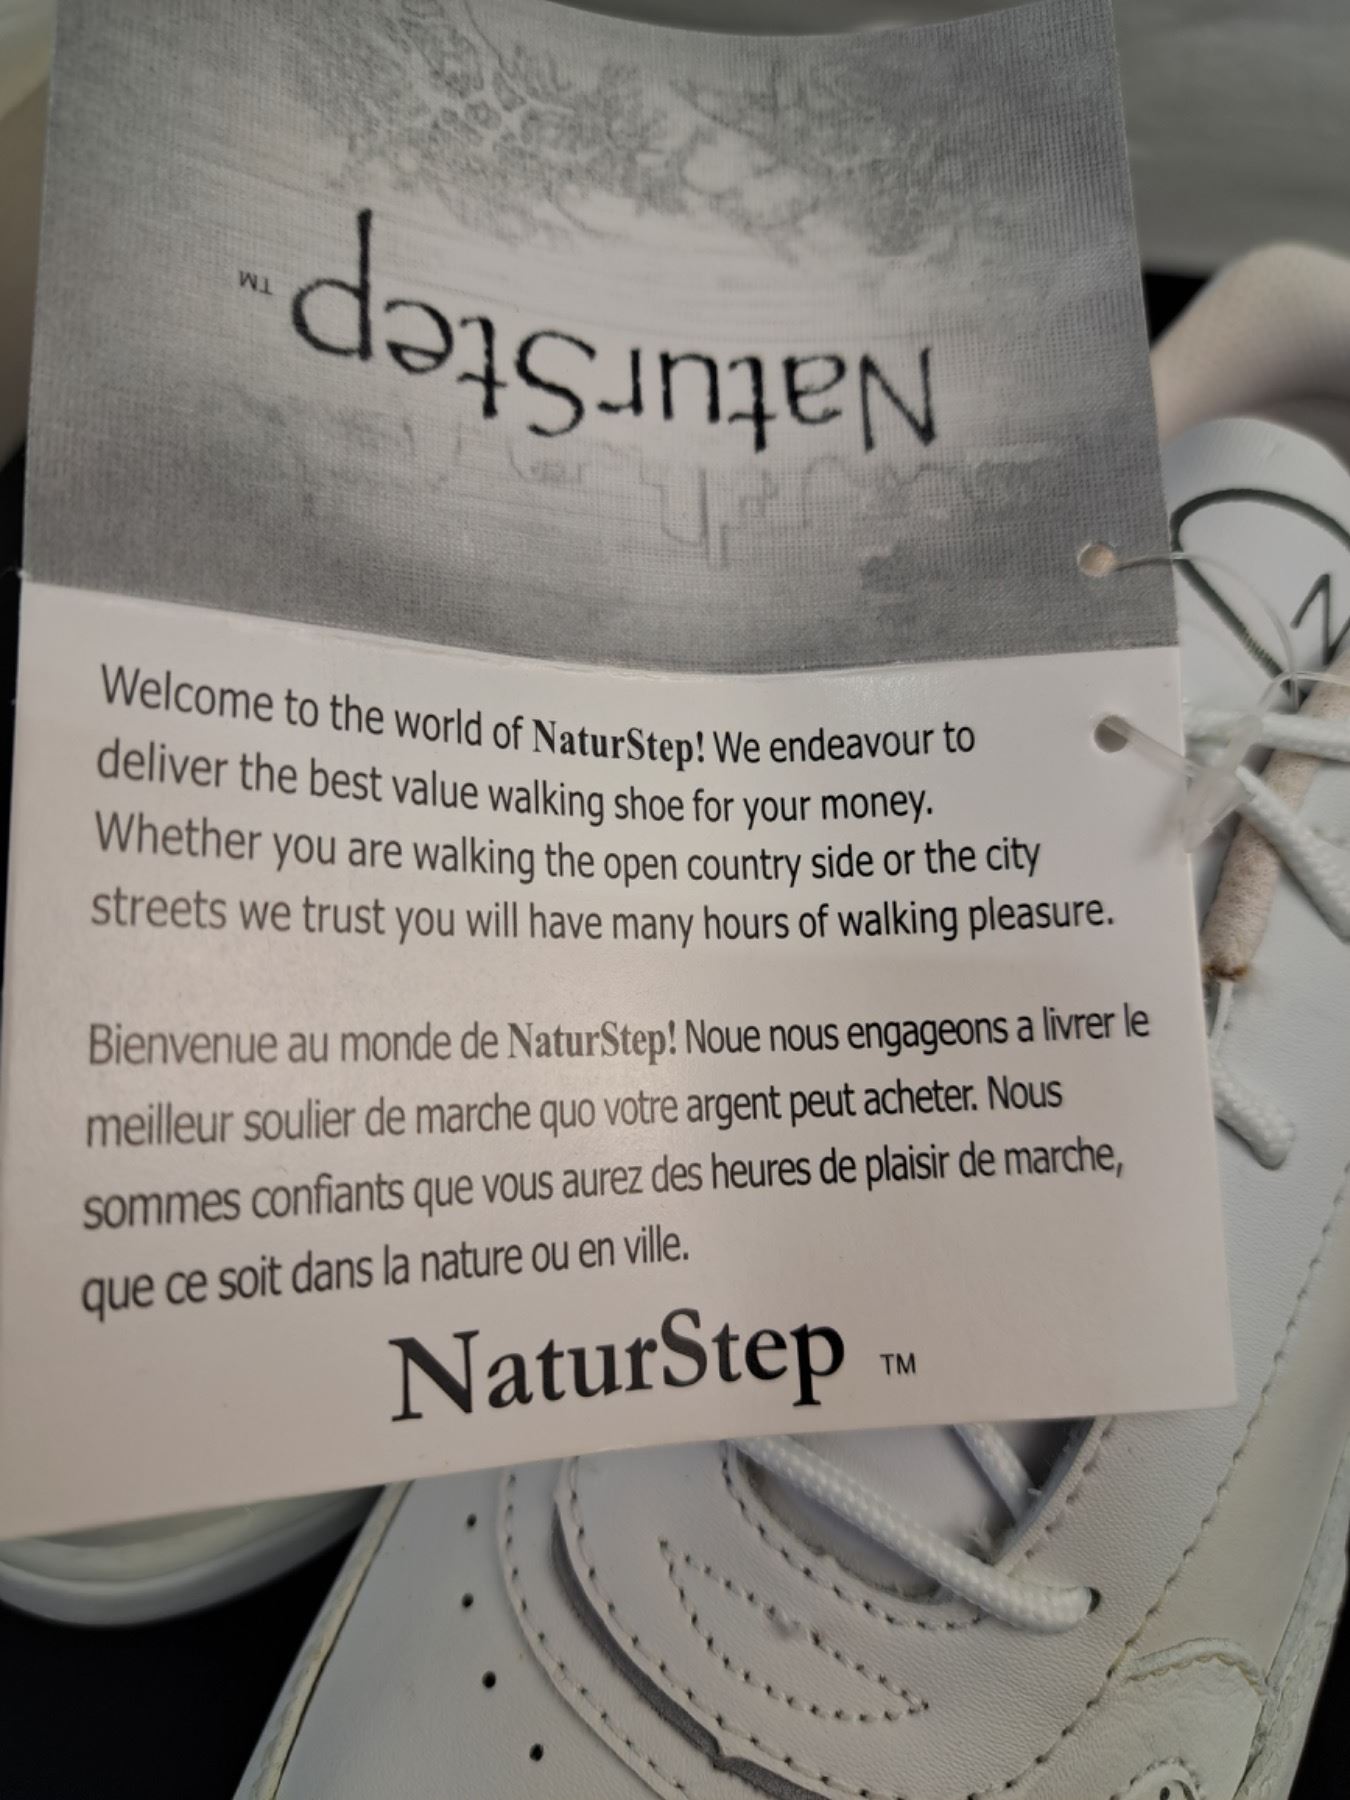 NaturStep™
Welcome to the world of NaturStep! We endeavour to
deliver the best value walking shoe for your money.
Whether you are walking the open country side or the city
streets we trust you will have many hours of walking pleasure.
Bienvenue au monde de NaturStep! Noue nous engageons a livrer le
meilleur soulier de marche quo votre argent peut acheter. Nous
sommes confiants que vous aurez des heures de plaisir de marche,
que ce soit dans la nature ou en ville.
NaturStep ™
N